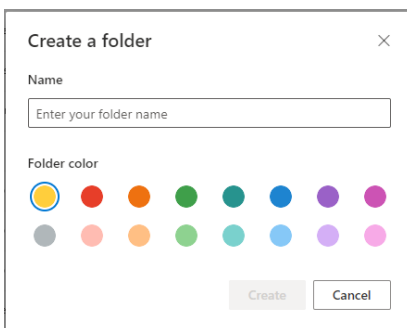 Create a folder
Name
Enter your folder name
Folder color
Create
Cancel